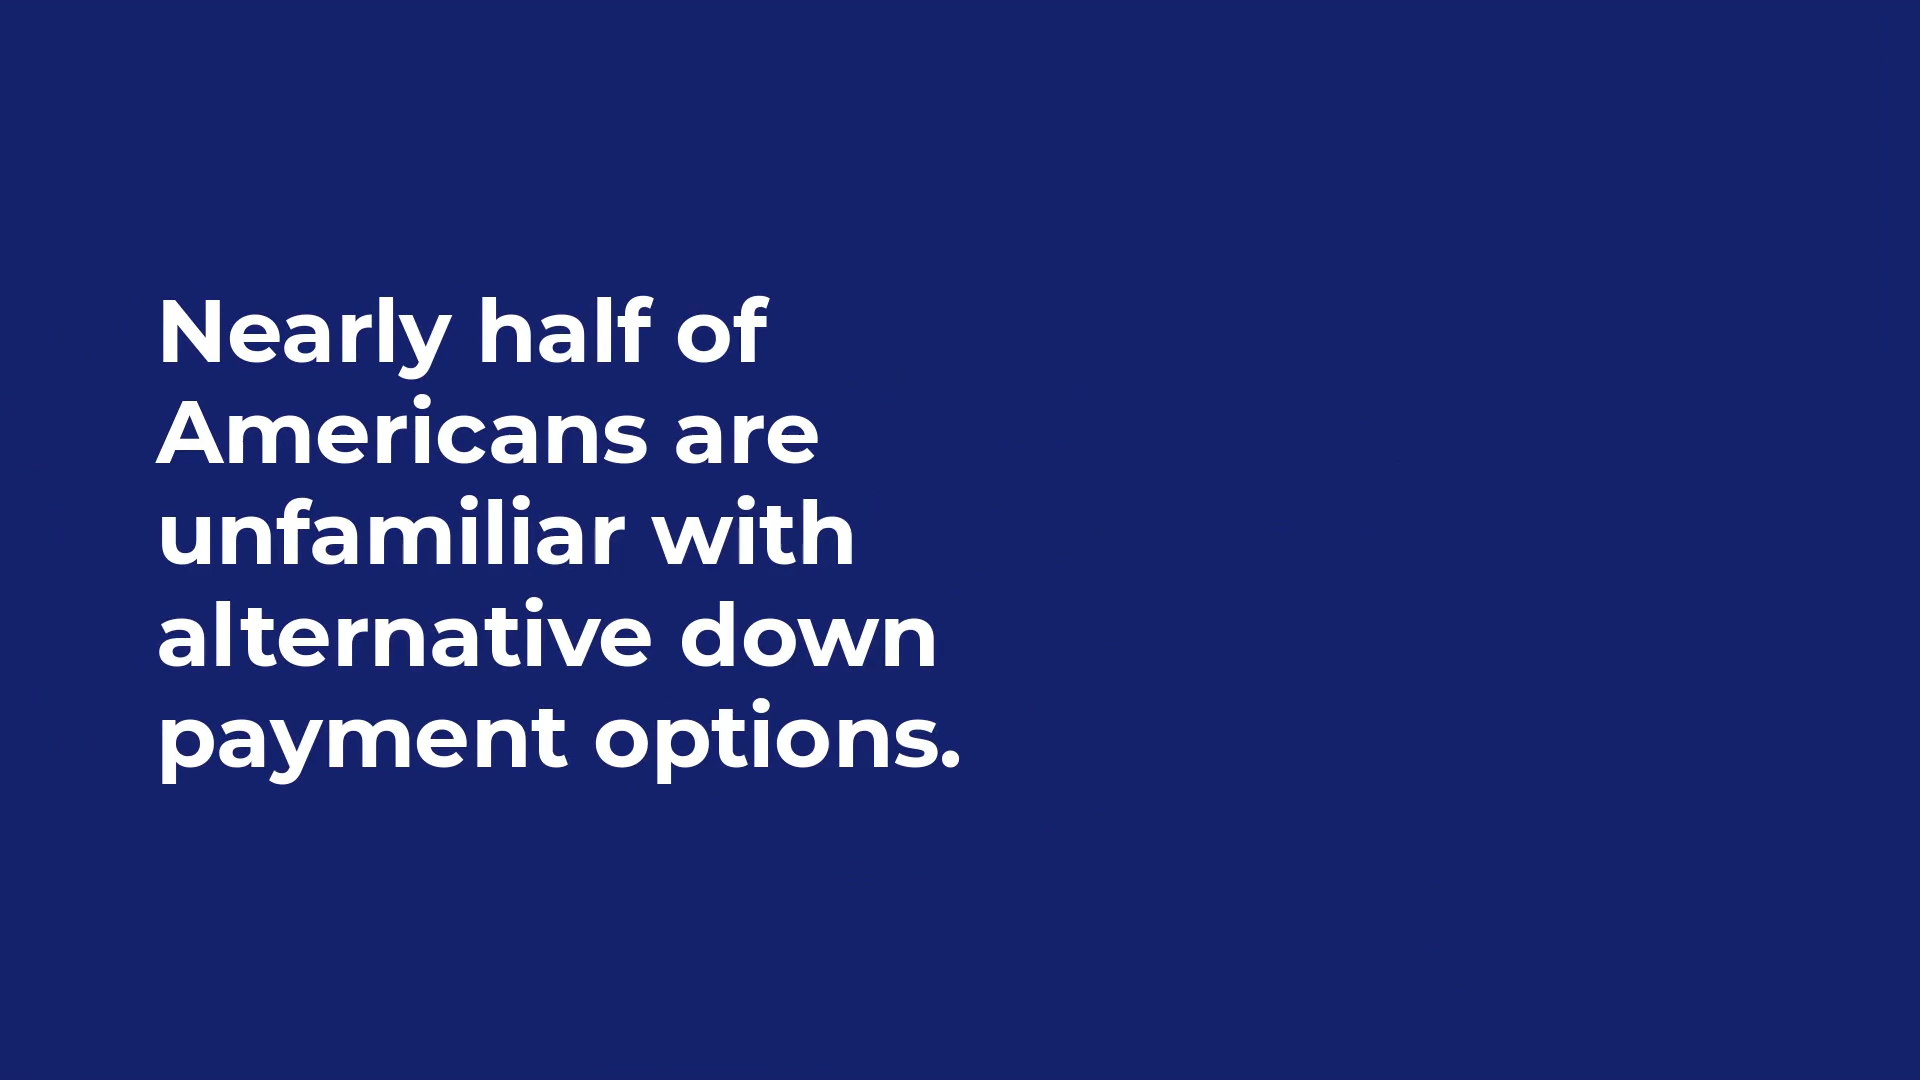 Nearly half of
Americans are
unfamiliar with
alternative down
payment options.